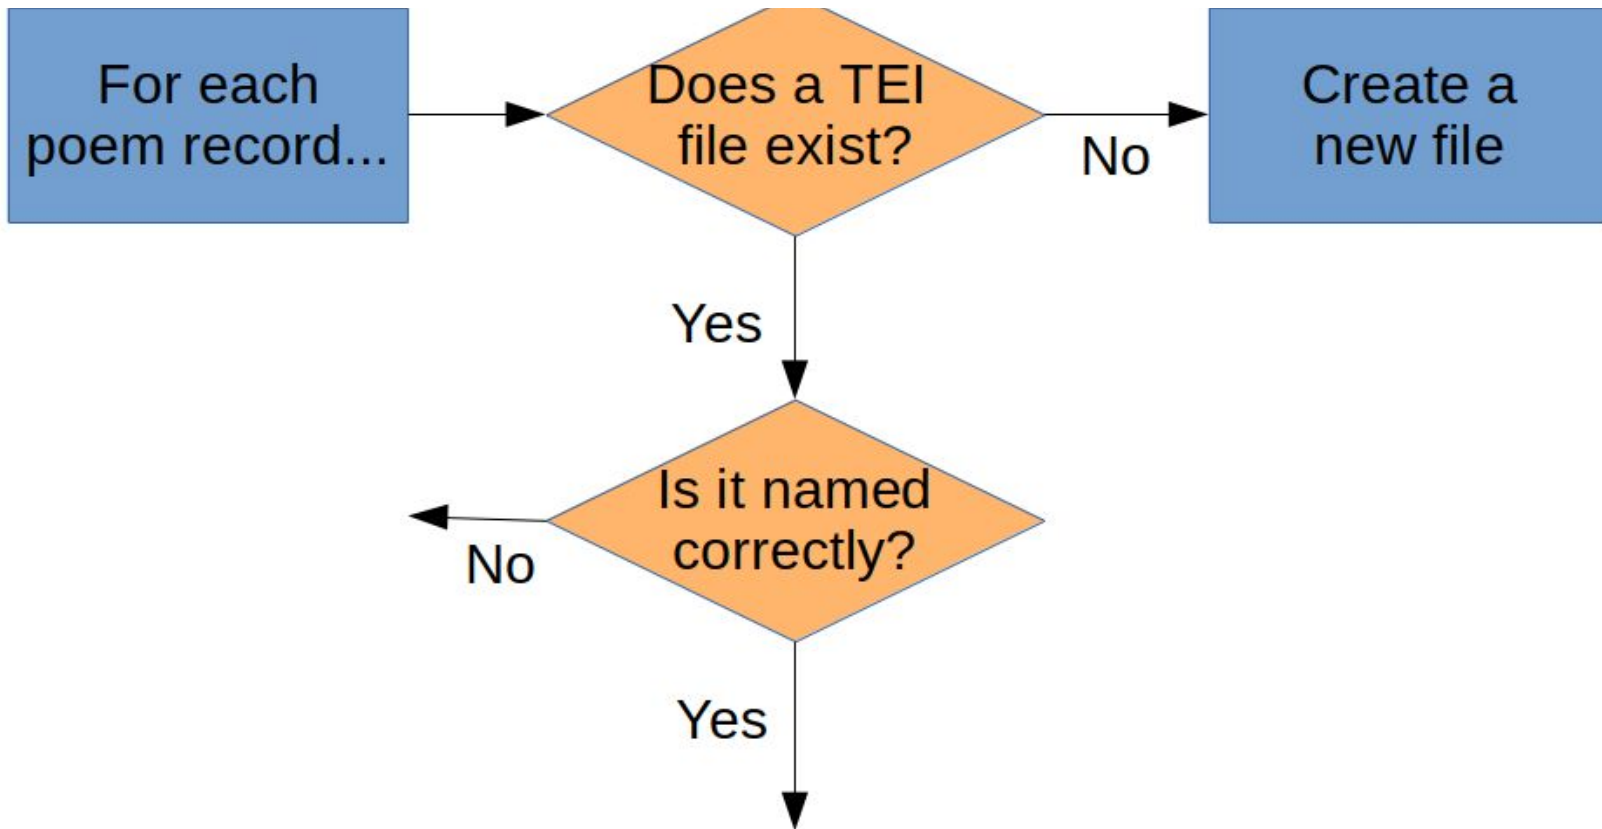 For each
poem record...
Does a TEI
file exist?
No
Create a
new file
Yes
Is it named
correctly?
No
Yes